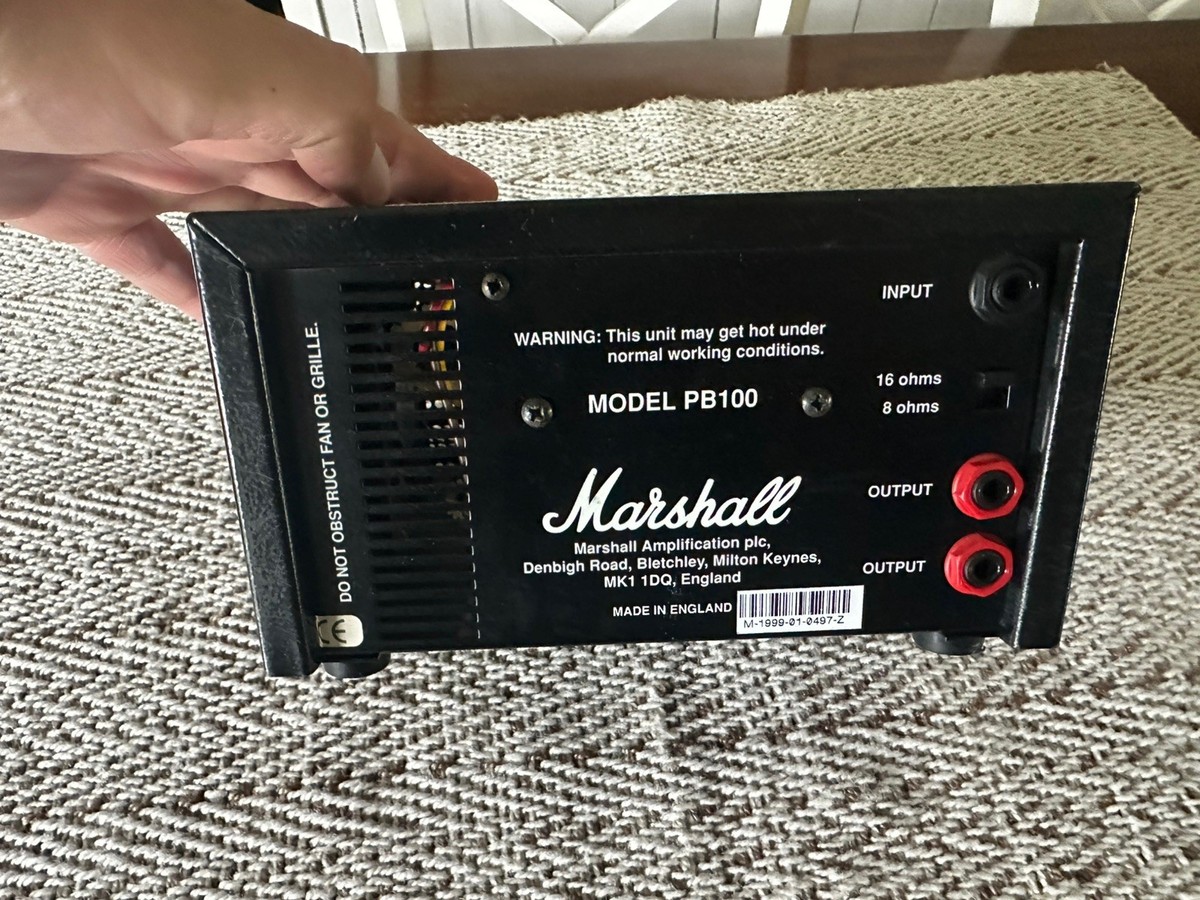 DO NOT OBSTRUCT FAN OR GRILLE.
CE
WARNING: This unit may get hot under
normal working conditions.
MODEL PB100
Marshall
Marshall Amplification plc,
Denbigh Road, Bletchley, Milton Keynes,
MK1 1DQ, England
MADE IN ENGLAND
M-1999-01-0497-Z
INPUT
16 ohms
8 ohms
OUTPUT
OUTPUT